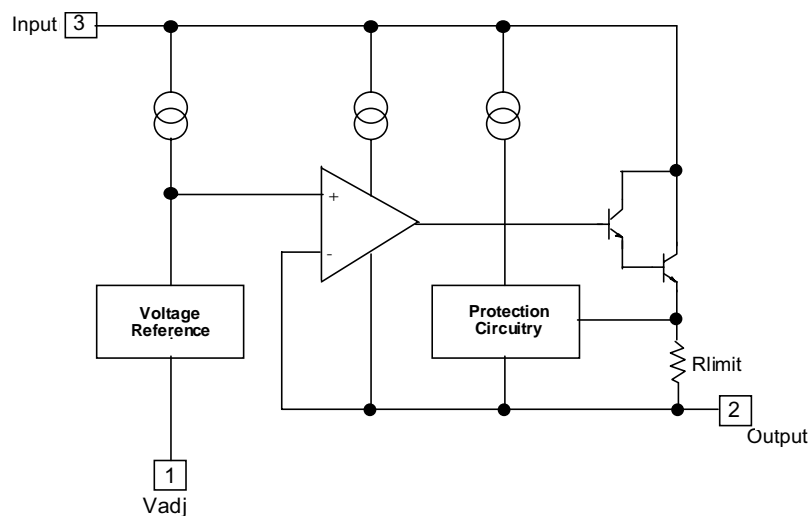 Input 3
+
-
Voltage
Reference
Protection
Circuitry
Rlimit
2
Output
1
Vadj